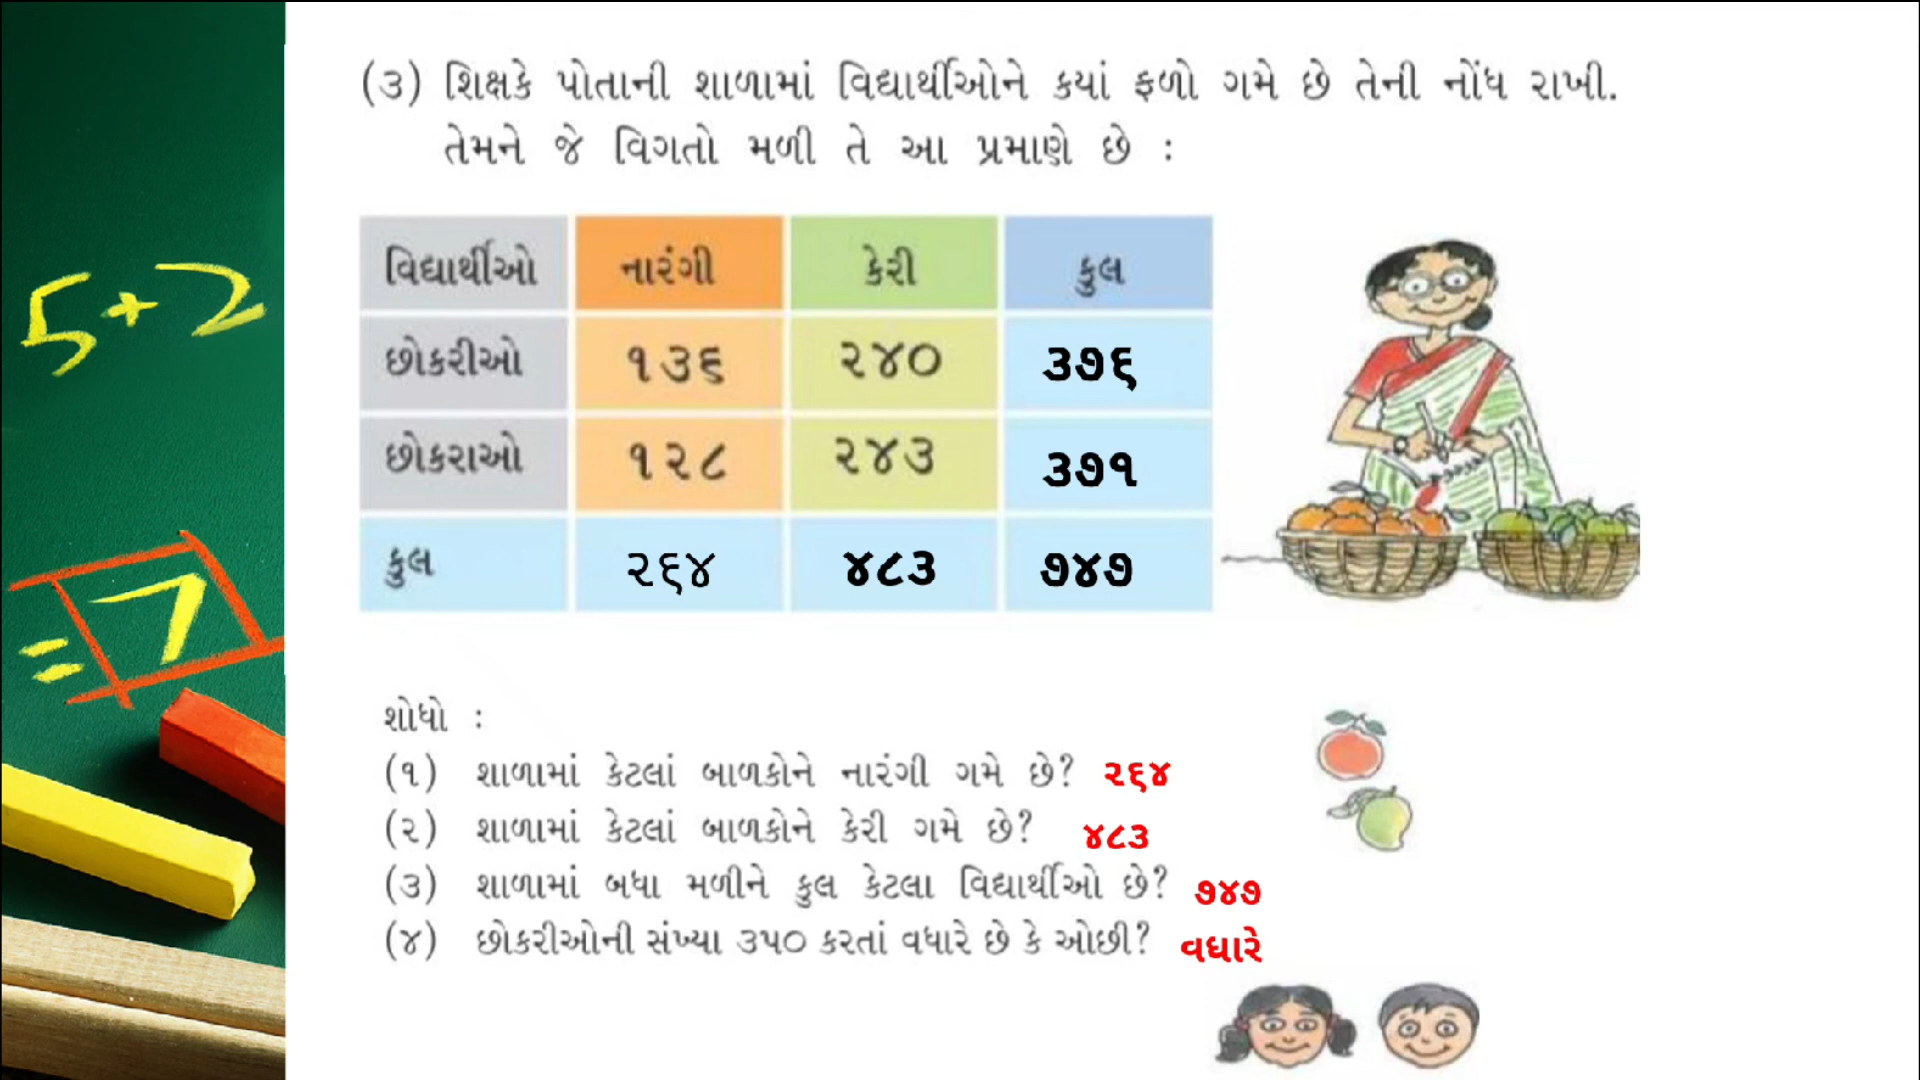 5+2
= 7
(૩) શિક્ષકે પોતાની શાળામાં વિદ્યાર્થીઓને કયાં ફળો ગમે છે તેની નોંધ રાખી.
તેમને જે વિગતો મળી તે આ પ્રમાણે છે :
વિદ્યાર્થીઓ નારંગી કેરી કુલ
છોકરીઓ ૧૩૬ ૨૪૦ ૩૭૬
છોકરાઓ ૧૨૮ ૨૪૩ ૩૭૧
કુલ ૨૬૪ ૪૮૩ ૭૪૭
શોધો :
(૧) શાળામાં કેટલાં બાળકોને નારંગી ગમે છે? ૨૬૪
(૨) શાળામાં કેટલાં બાળકોને કેરી ગમે છે? ૪૮૩
(૩) શાળામાં બધા મળીને કુલ કેટલા વિદ્યાર્થીઓ છે? ૭૪૭
(૪) છોકરીઓની સંખ્યા ૩૫૦ કરતાં વધારે છે કે ઓછી? વધારે